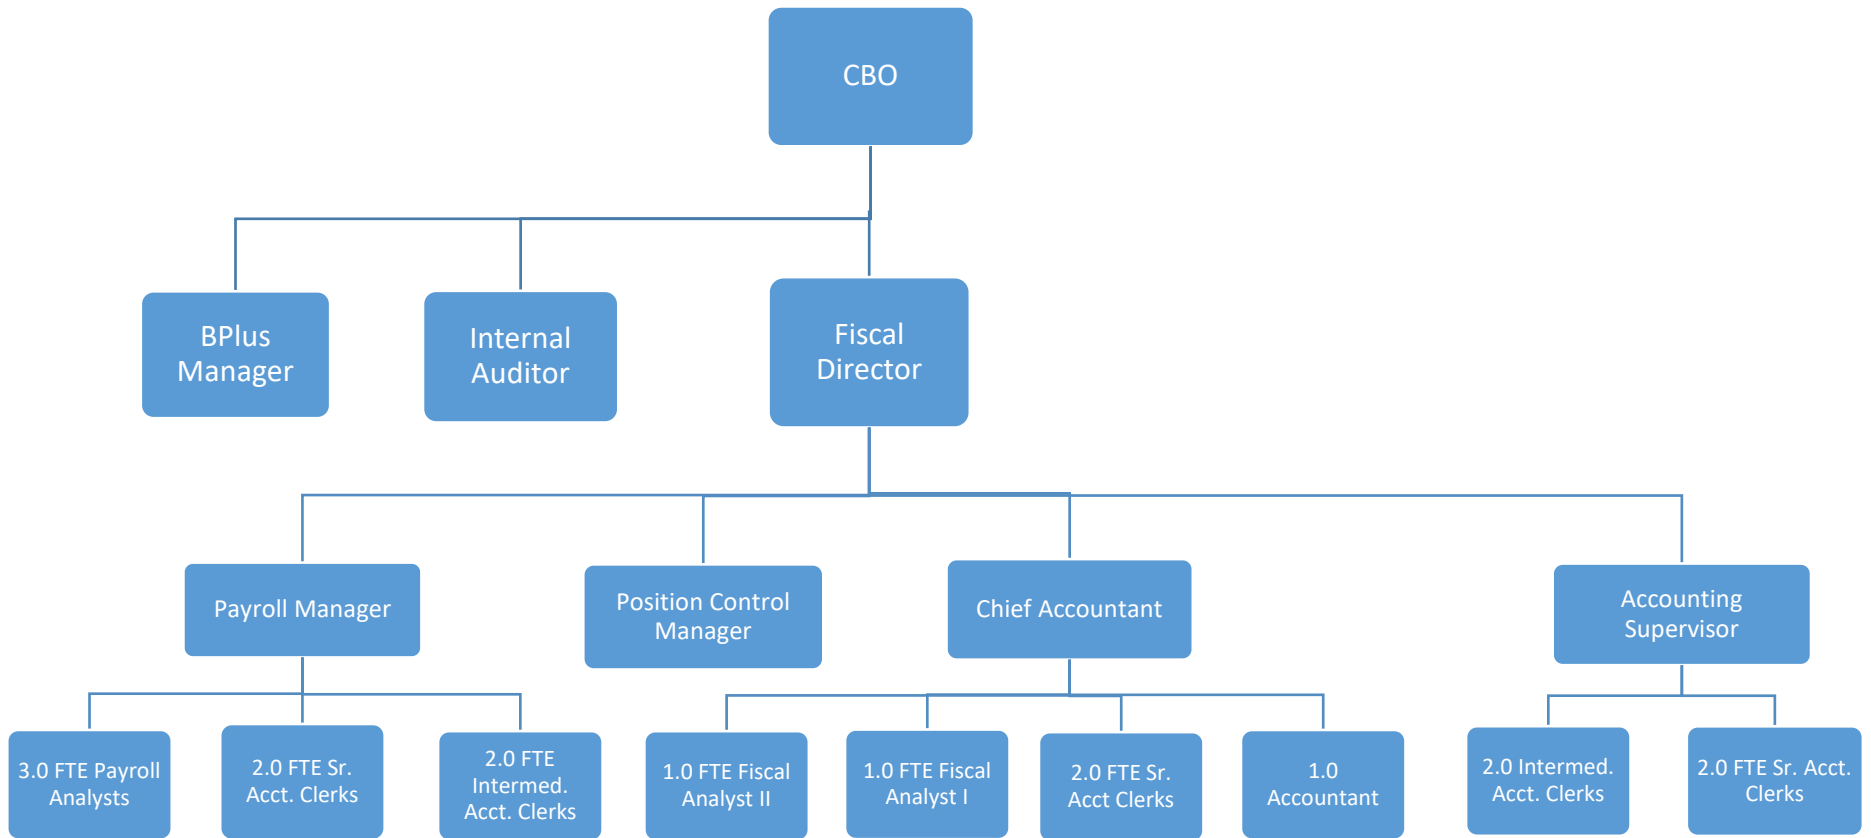 CBO
BPlus
Manager
Internal
Auditor
Fiscal
Director
Payroll Manager
Position Control
Manager
Chief Accountant
Accounting
Supervisor
3.0 FTE Payroll
Analysts
2.0 FTE Sr.
Acct. Clerks
2.0 FTE
Intermed.
Acct. Clerks
1.0 FTE Fiscal
Analyst II
1.0 FTE Fiscal
Analyst I
2.0 FTE Sr.
Acct Clerks
1.0
Accountant
2.0 Intermed.
Acct. Clerks
2.0 FTE Sr. Acct.
Clerks